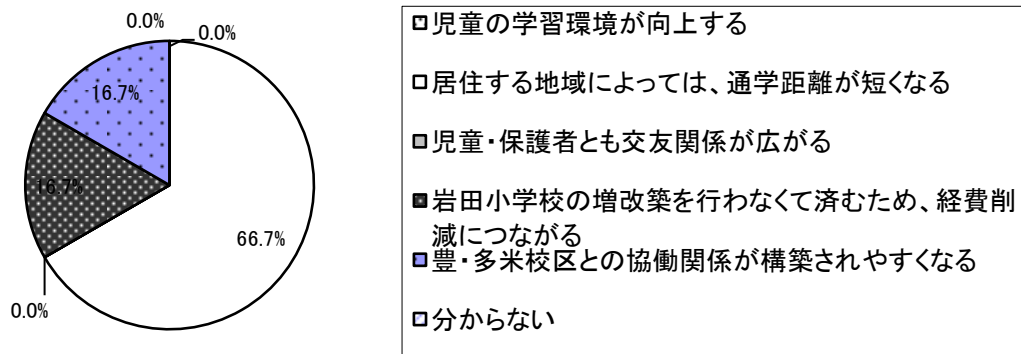 0.0%
0.0%
16.7%
16.7%
66.7%
0.0%
児童の学習環境が向上する
居住する地域によっては、通学距離が短くなる
児童・保護者とも交友関係が広がる
岩田小学校の増改築を行わなくて済むため、経費削
減につながる
豊・多米校区との協働関係が構築されやすくなる
分からない